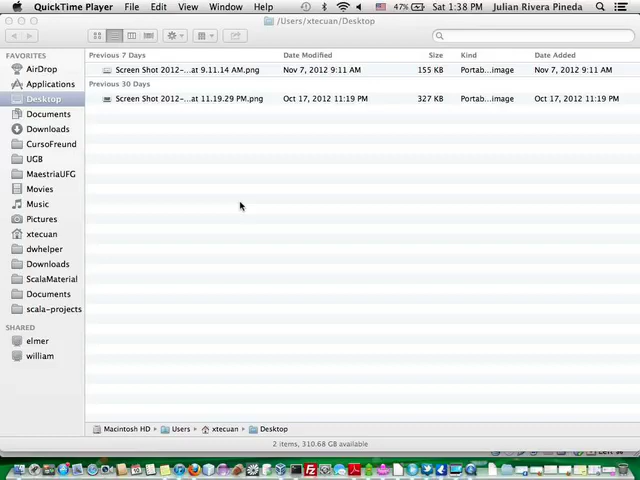 QuickTime Player File Edit View Window Help 47% Sat 1:38 PM Julian Rivera Pineda
/Users/xtecuan/Desktop
FAVORITES
AirDrop
Applications
Desktop
Documents
Downloads
CursoFreund
UGB
MaestriaUFG
Movies
Music
Pictures
xtecuan
dwhelper
Downloads
ScalaMaterial
Documents
scala-projects
SHARED
elmer
william
Previous 7 Days Date Modified Size Kind Date Added
Screen Shot 2012-...at 9.11.14 AM.png Nov 7, 2012 9:11 AM 155 KB Portab...image Nov 7, 2012 9:11 AM
Previous 30 Days
Screen Shot 2012-...at 11.19.29 PM.png Oct 17, 2012 11:19 PM 327 KB Portab...image Oct 17, 2012 11:19 PM
Macintosh HD ▸ Users ▸ xtecuan ▸ Desktop
2 items, 310.68 GB available